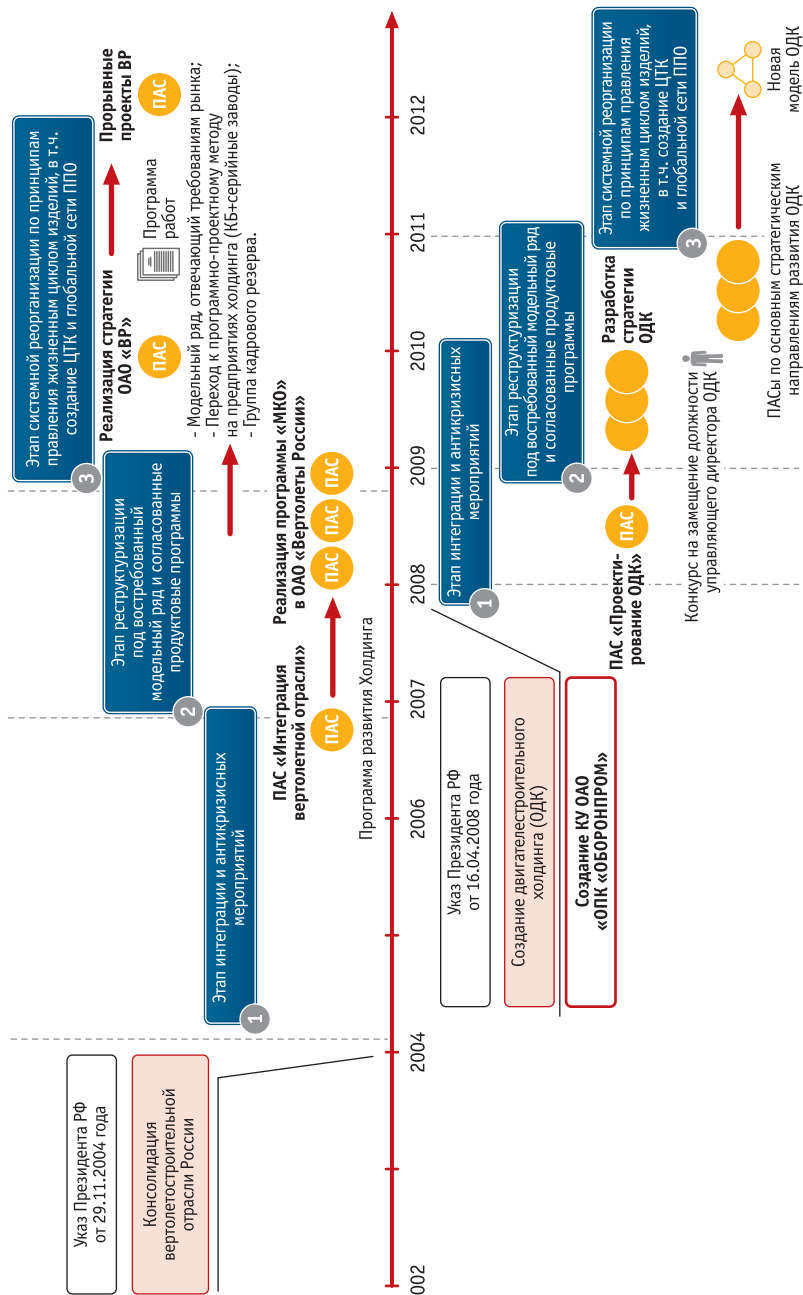 Указ Президента РФ
от 29.11.2004 года
Консолидация
вертолетостроительной
отрасли России
1
Этап интеграции и антикризисных
мероприятий
2
Этап реструктуризации
под востребованный
модельный ряд и согласованные
продуктовые программы
3
Этап системной реорганизации по принципам
правления жизненным циклом изделий, в т.ч.
создание ЦТК и глобальной сети ППО
ПАС «Интеграция
вертолетной отрасли»
ПАС
Программа развития Холдинга
Реализация программы «МКО»
в ОАО «Вертолеты России»
ПАС
ПАС
ПАС
Реализация стратегии
ОАО «ВР»
ПАС
Программа
работ
Прорывные
проекты ВР
ПАС
- Модельный ряд, отвечающий требованиям рынка;
- Переход к программно-проектному методу
на предприятиях холдинга (КБ+серийные заводы);
- Группа кадрового резерва.
002
2004
2006
2007
2008
2009
2010
2011
2012
Указ Президента РФ
от 16.04.2008 года
Создание двигателестроительного
холдинга (ОДК)
Создание КУ ОАО
«ОПК «ОБОРОНПРОМ»
1
Этап интеграции и антикризисных
мероприятий
2
Этап реструктуризации
под востребованный модельный ряд
и согласованные продуктовые
программы
3
Этап системной реорганизации
по принципам правления
жизненным циклом изделий,
в т.ч. создание ЦТК
и глобальной сети ППО
ПАС «Проекти-
рование ОДК»
ПАС
Разработка
стратегии
ОДК
Конкурс на замещение должности
управляющего директора ОДК
ПАСы по основным стратегическим
направлениям развития ОДК
Новая
модель ОДК